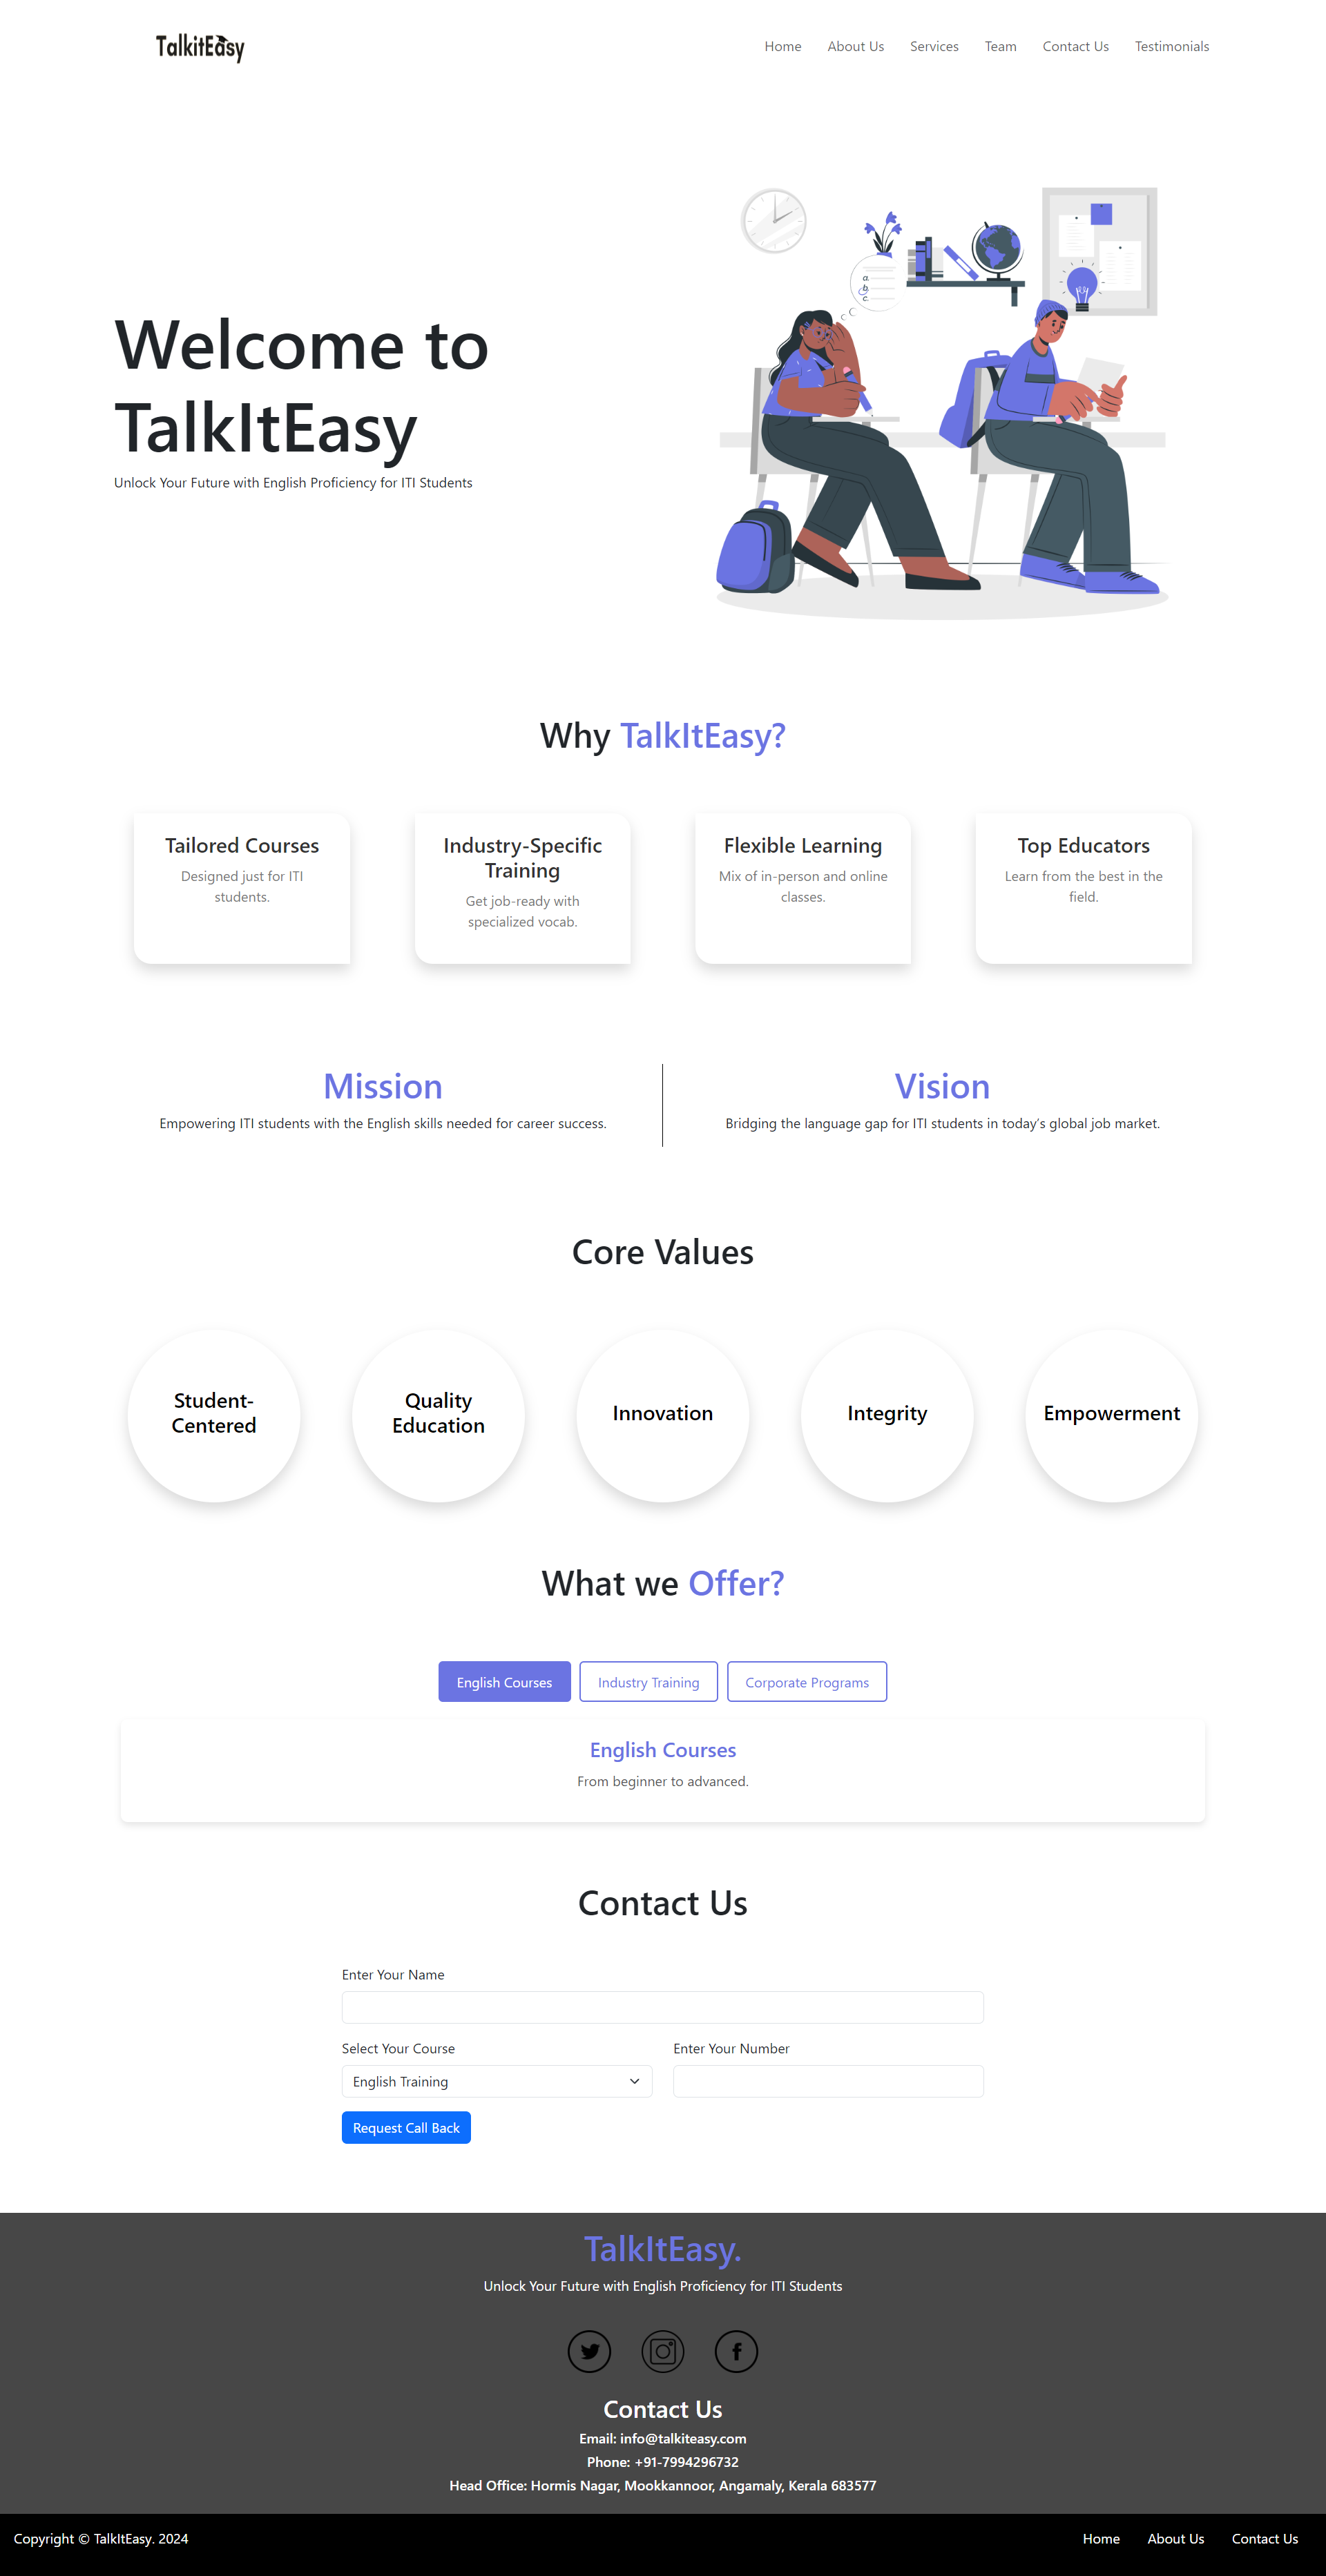 TalkitEasy
Home About Us Services Team Contact Us Testimonials
a.
b.
c.
Welcome to
TalkItEasy
Unlock Your Future with English Proficiency for ITI Students
Why TalkItEasy?
Tailored Courses
Designed just for ITI
students.
Industry-Specific
Training
Get job-ready with
specialized vocab.
Flexible Learning
Mix of in-person and online
classes.
Top Educators
Learn from the best in the
field.
Mission
Empowering ITI students with the English skills needed for career success.
Vision
Bridging the language gap for ITI students in today’s global job market.
Core Values
Student-
Centered
Quality
Education
Innovation
Integrity
Empowerment
What we Offer?
English Courses
Industry Training
Corporate Programs
English Courses
From beginner to advanced.
Contact Us
Enter Your Name
Select Your Course
English Training
Enter Your Number
Request Call Back
TalkItEasy.
Unlock Your Future with English Proficiency for ITI Students
Contact Us
Email: info@talkiteasy.com
Phone: +91-7994296732
Head Office: Hormis Nagar, Mookkannoor, Angamaly, Kerala 683577
Copyright © TalkItEasy. 2024
Home About Us Contact Us